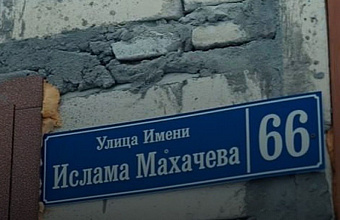 Улица Имени
Ислама Махачева
66